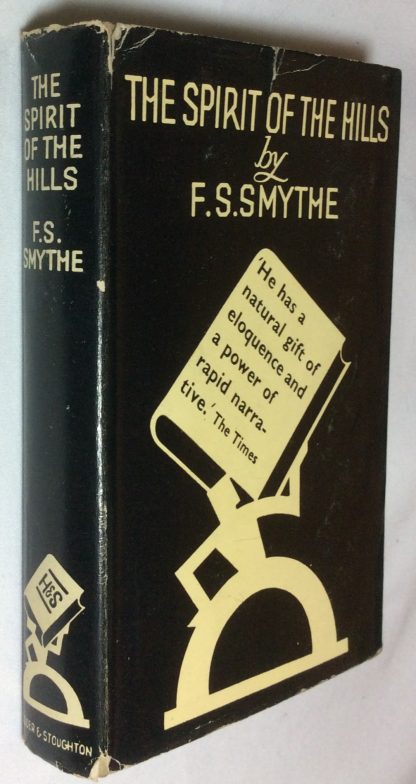 THE
SPIRIT
OF THE
HILLS
F.S.
SMYTHE
H&S
& STOUGHTON
THE SPIRIT OF THE HILLS
by
F.S.SMYTHE
'He has a
natural gift of
eloquence and
a power of
rapid narra-
tive.' The Times